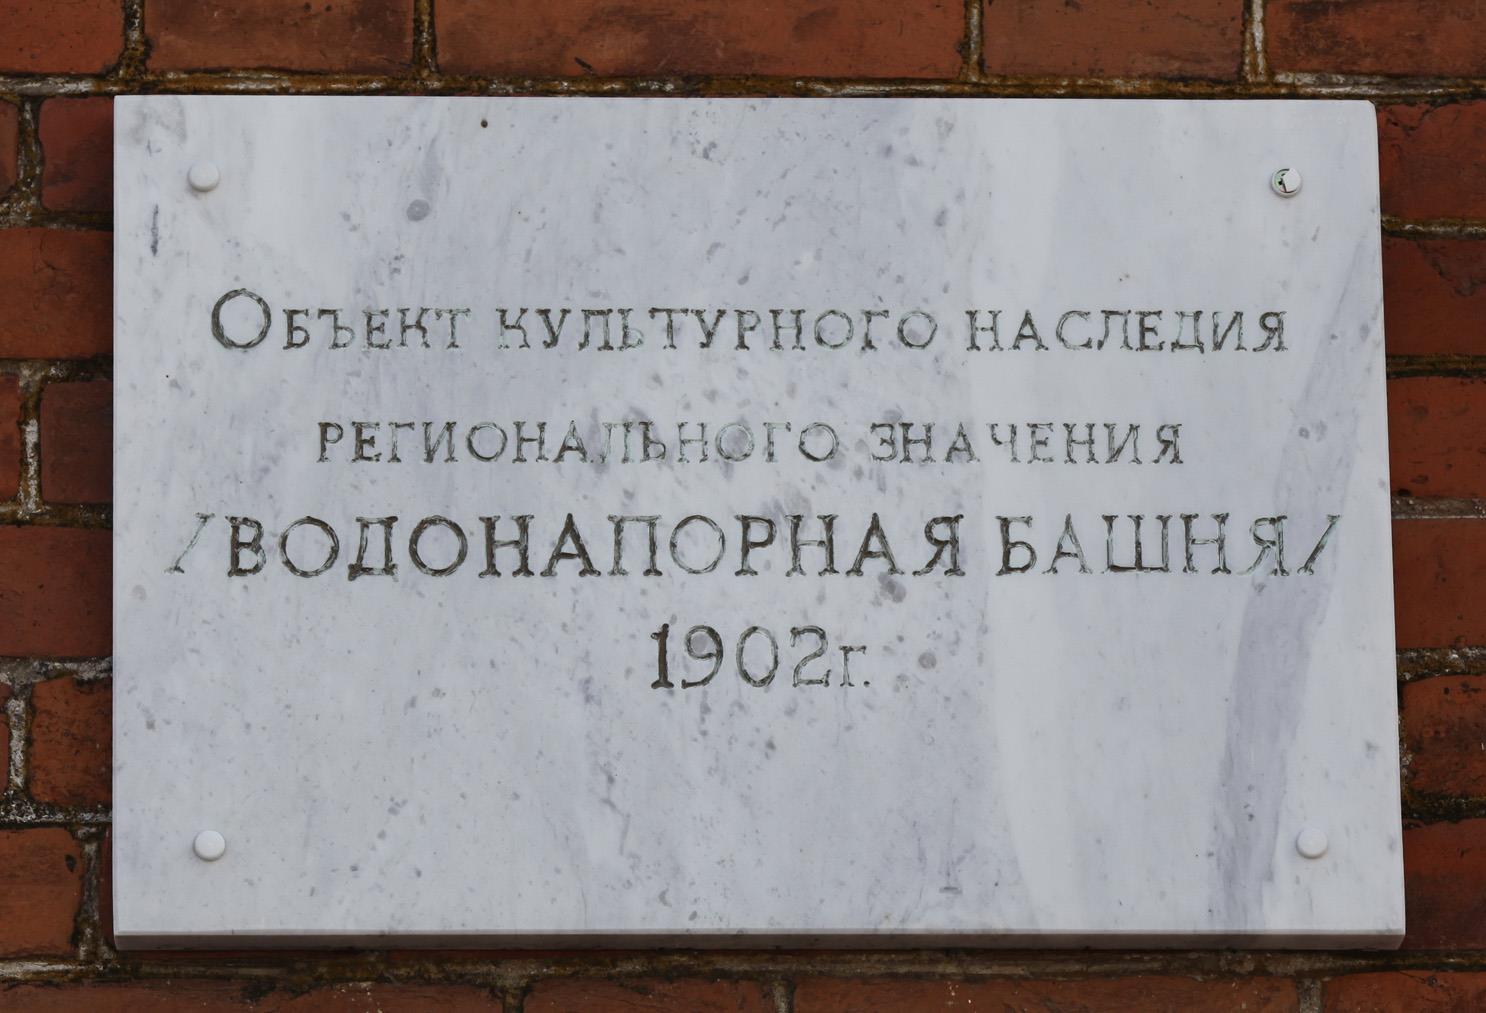 Объект культурного наследия
регионального значения
/ВОДОНАПОРНАЯ БАШНЯ/
1902г.